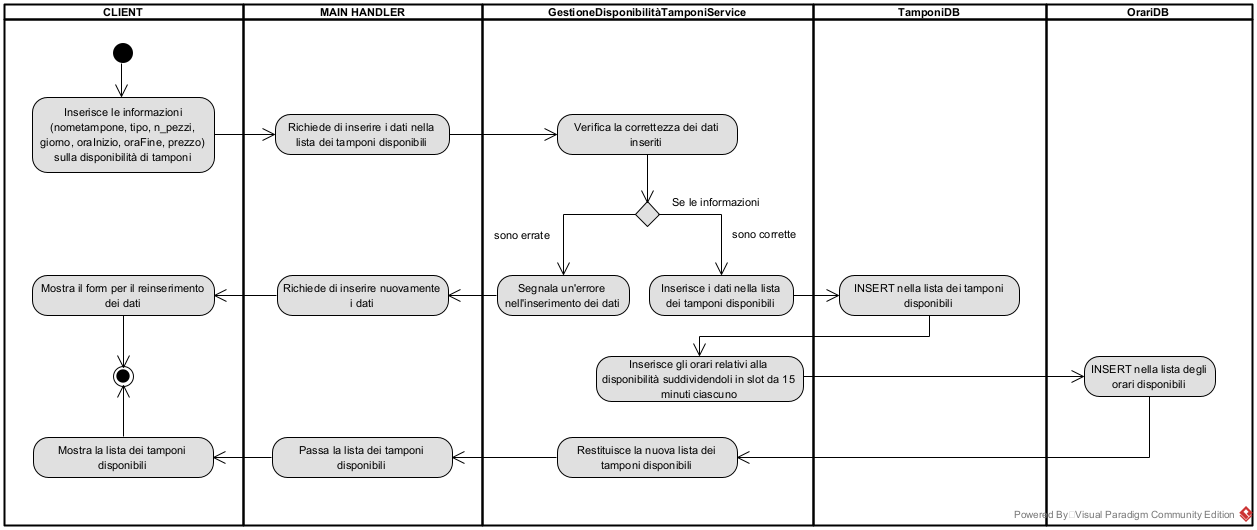 CLIENT
MAIN HANDLER
GestioneDisponibilitàTamponiService
TamponiDB
OrariDB
Inserisce le informazioni
(nometampone, tipo, n_pezzi,
giorno, oraInizio, oraFine, prezzo)
sulla disponibilità di tamponi
Richiede di inserire i dati nella
lista dei tamponi disponibili
Verifica la correttezza dei dati
inseriti
Se le informazioni
sono errate
sono corrette
Mostra il form per il reinserimento
dei dati
Richiede di inserire nuovamente
i dati
Segnala un'errore
nell'inserimento dei dati
Inserisce i dati nella lista
dei tamponi disponibili
INSERT nella lista dei tamponi
disponibili
Inserisce gli orari relativi alla
disponibilità suddividendoli in slot da 15
minuti ciascuno
INSERT nella lista degli
orari disponibili
Mostra la lista dei tamponi
disponibili
Passa la lista dei tamponi
disponibili
Restituisce la nuova lista dei
tamponi disponibili
Powered By Visual Paradigm Community Edition